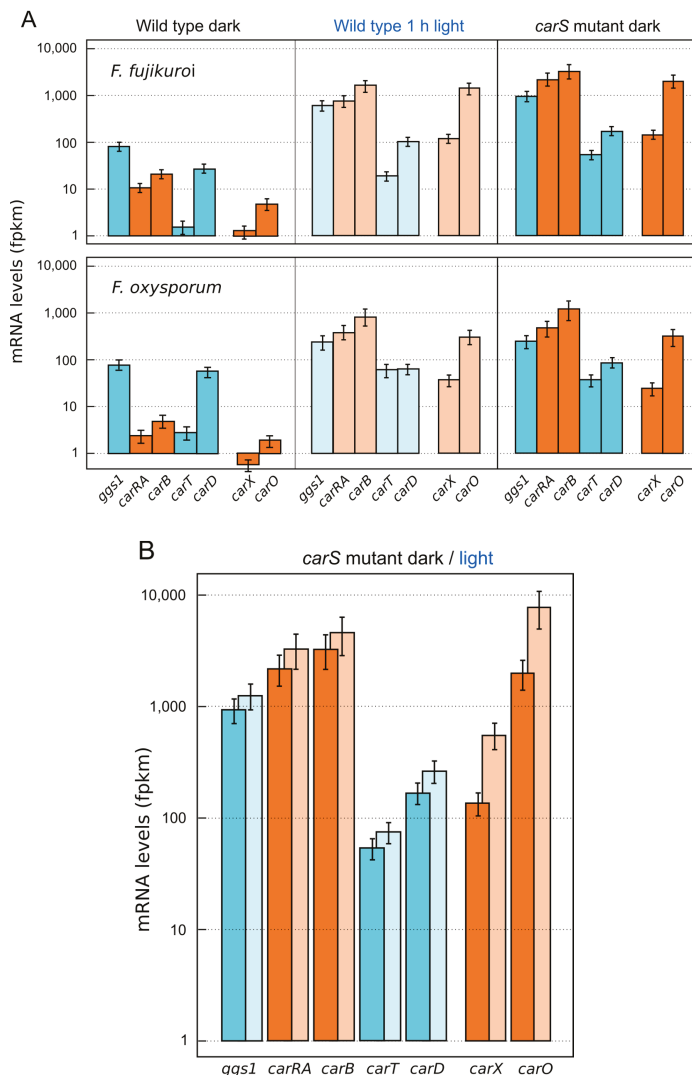 A
Wild type dark
Wild type 1 h light
carS mutant dark
mRNA levels (fpkm)
F. fujikuroi
10,000
1,000
100
10
1
F. oxysporum
10,000
1,000
100
10
1
ggs1 carRA carB carT carD carX carO
ggs1 carRA carB carT carD carX carO
ggs1 carRA carB carT carD carX carO
B
carS mutant dark / light
mRNA levels (fpkm)
10,000
1,000
100
10
1
ggs1 carRA carB carT carD carX carO